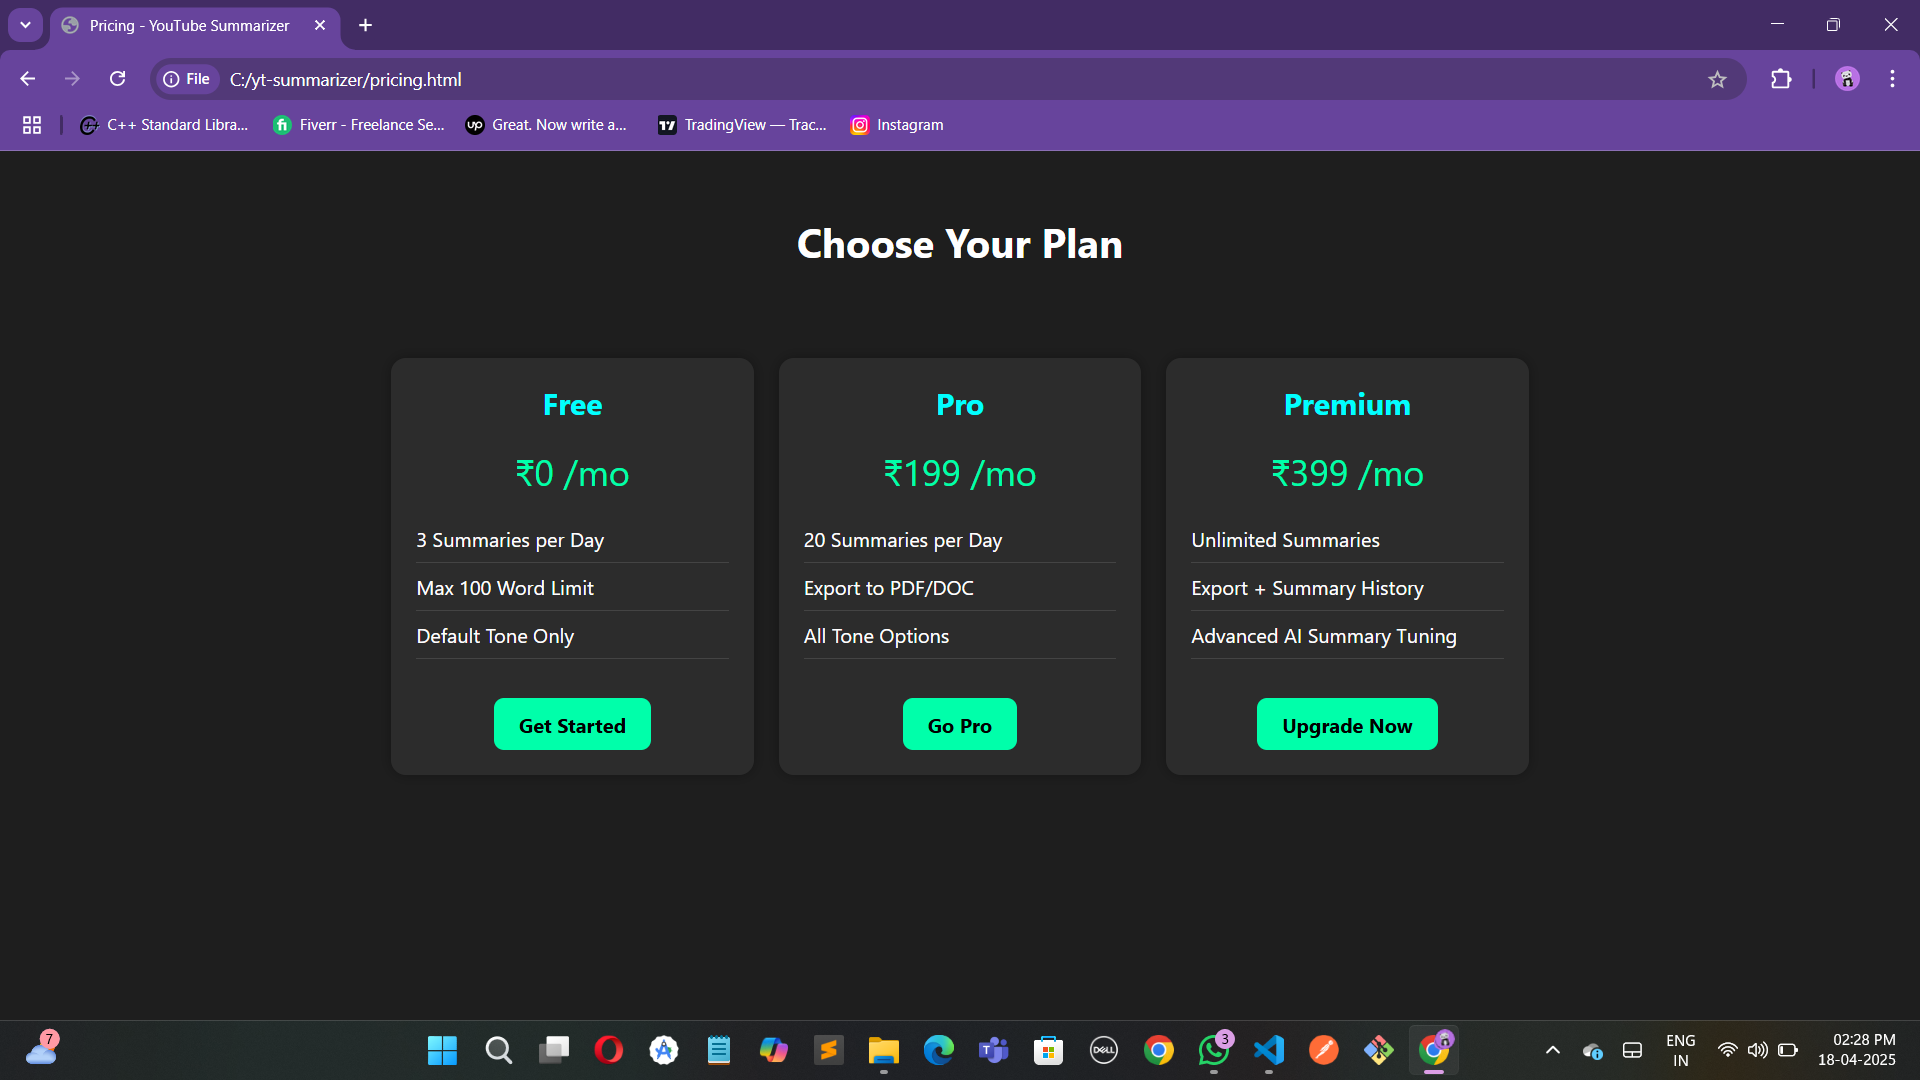 Pricing - YouTube Summarizer
File C:/yt-summarizer/pricing.html
C++ Standard Libra... Fiverr - Freelance Se... up Great. Now write a... TradingView — Trac... Instagram
Choose Your Plan
Free
₹0 /mo
3 Summaries per Day
Max 100 Word Limit
Default Tone Only
Get Started
Pro
₹199 /mo
20 Summaries per Day
Export to PDF/DOC
All Tone Options
Go Pro
Premium
₹399 /mo
Unlimited Summaries
Export + Summary History
Advanced AI Summary Tuning
Upgrade Now
7
DELL
3
ENG
IN
02:28 PM
18-04-2025